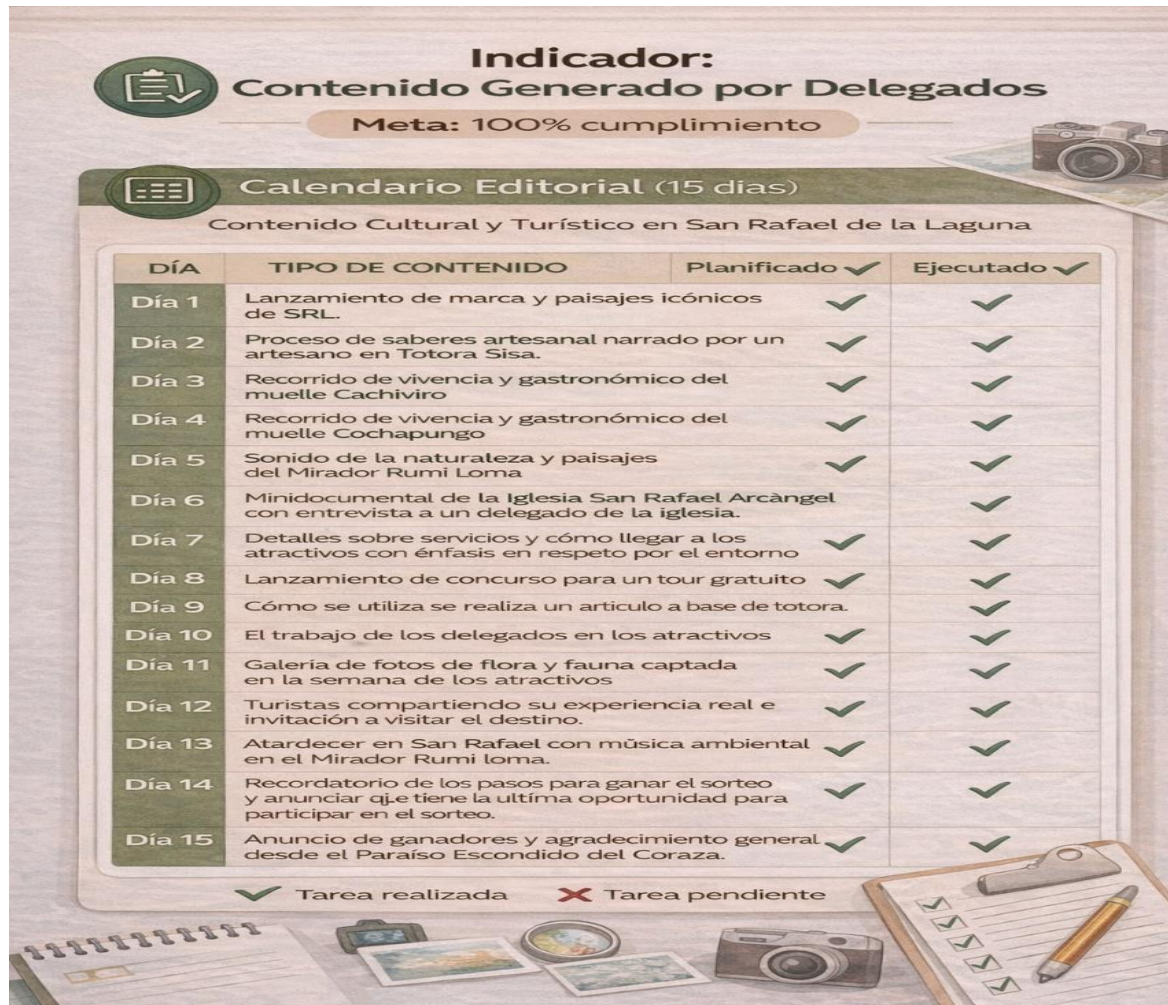 Indicador:
Contenido Generado por Delegados
Meta: 100% cumplimiento
Calendario Editorial (15 dias)
Contenido Cultural y Turístico en San Rafael de la Laguna
DÍA TIPO DE CONTENIDO Planificado ✓ Ejecutado ✓
Día 1 Lanzamiento de marca y paisajes icónicos ✓ ✓
de SRL.
Día 2 Proceso de saberes artesanal narrado por un ✓ ✓
artesano en Totora Sisa.
Día 3 Recorrido de vivencia y gastronómico del ✓ ✓
muelle Cachiviro
Día 4 Recorrido de vivencia y gastronómico del ✓ ✓
muelle Cochapungo
Día 5 Sonido de la naturaleza y paisajes ✓ ✓
del Mirador Rumi Loma
Día 6 Minidocumental de la Iglesia San Rafael Arcàngel ✓
con entrevista a un delegado de la iglesia.
Día 7 Detalles sobre servicios y cómo llegar a los ✓ ✓
atractivos con énfasis en respeto por el entorno
Día 8 Lanzamiento de concurso para un tour gratuito ✓ ✓
Día 9 Cómo se utiliza se realiza un articulo a base de totora. ✓
Día 10 El trabajo de los delegados en los atractivos ✓ ✓
Día 11 Galería de fotos de flora y fauna captada ✓ ✓
en la semana de los atractivos
Día 12 Turistas compartiendo su experiencia real e ✓ ✓
invitación a visitar el destino.
Día 13 Atardecer en San Rafael con mŭsica ambiental ✓ ✓
en el Mirador Rumi loma.
Día 14 Recordatorio de los pasos para ganar el sorteo ✓ ✓
y anunciar qi.e tiene la ultíma oportunidad para
participar en el sorteo.
Día 15 Anuncio de ganadores y agradecimiento general ✓ ✓
desde el Paraíso Escondido del Coraza.
✓ Tarea realizada ✗ Tarea pendiente